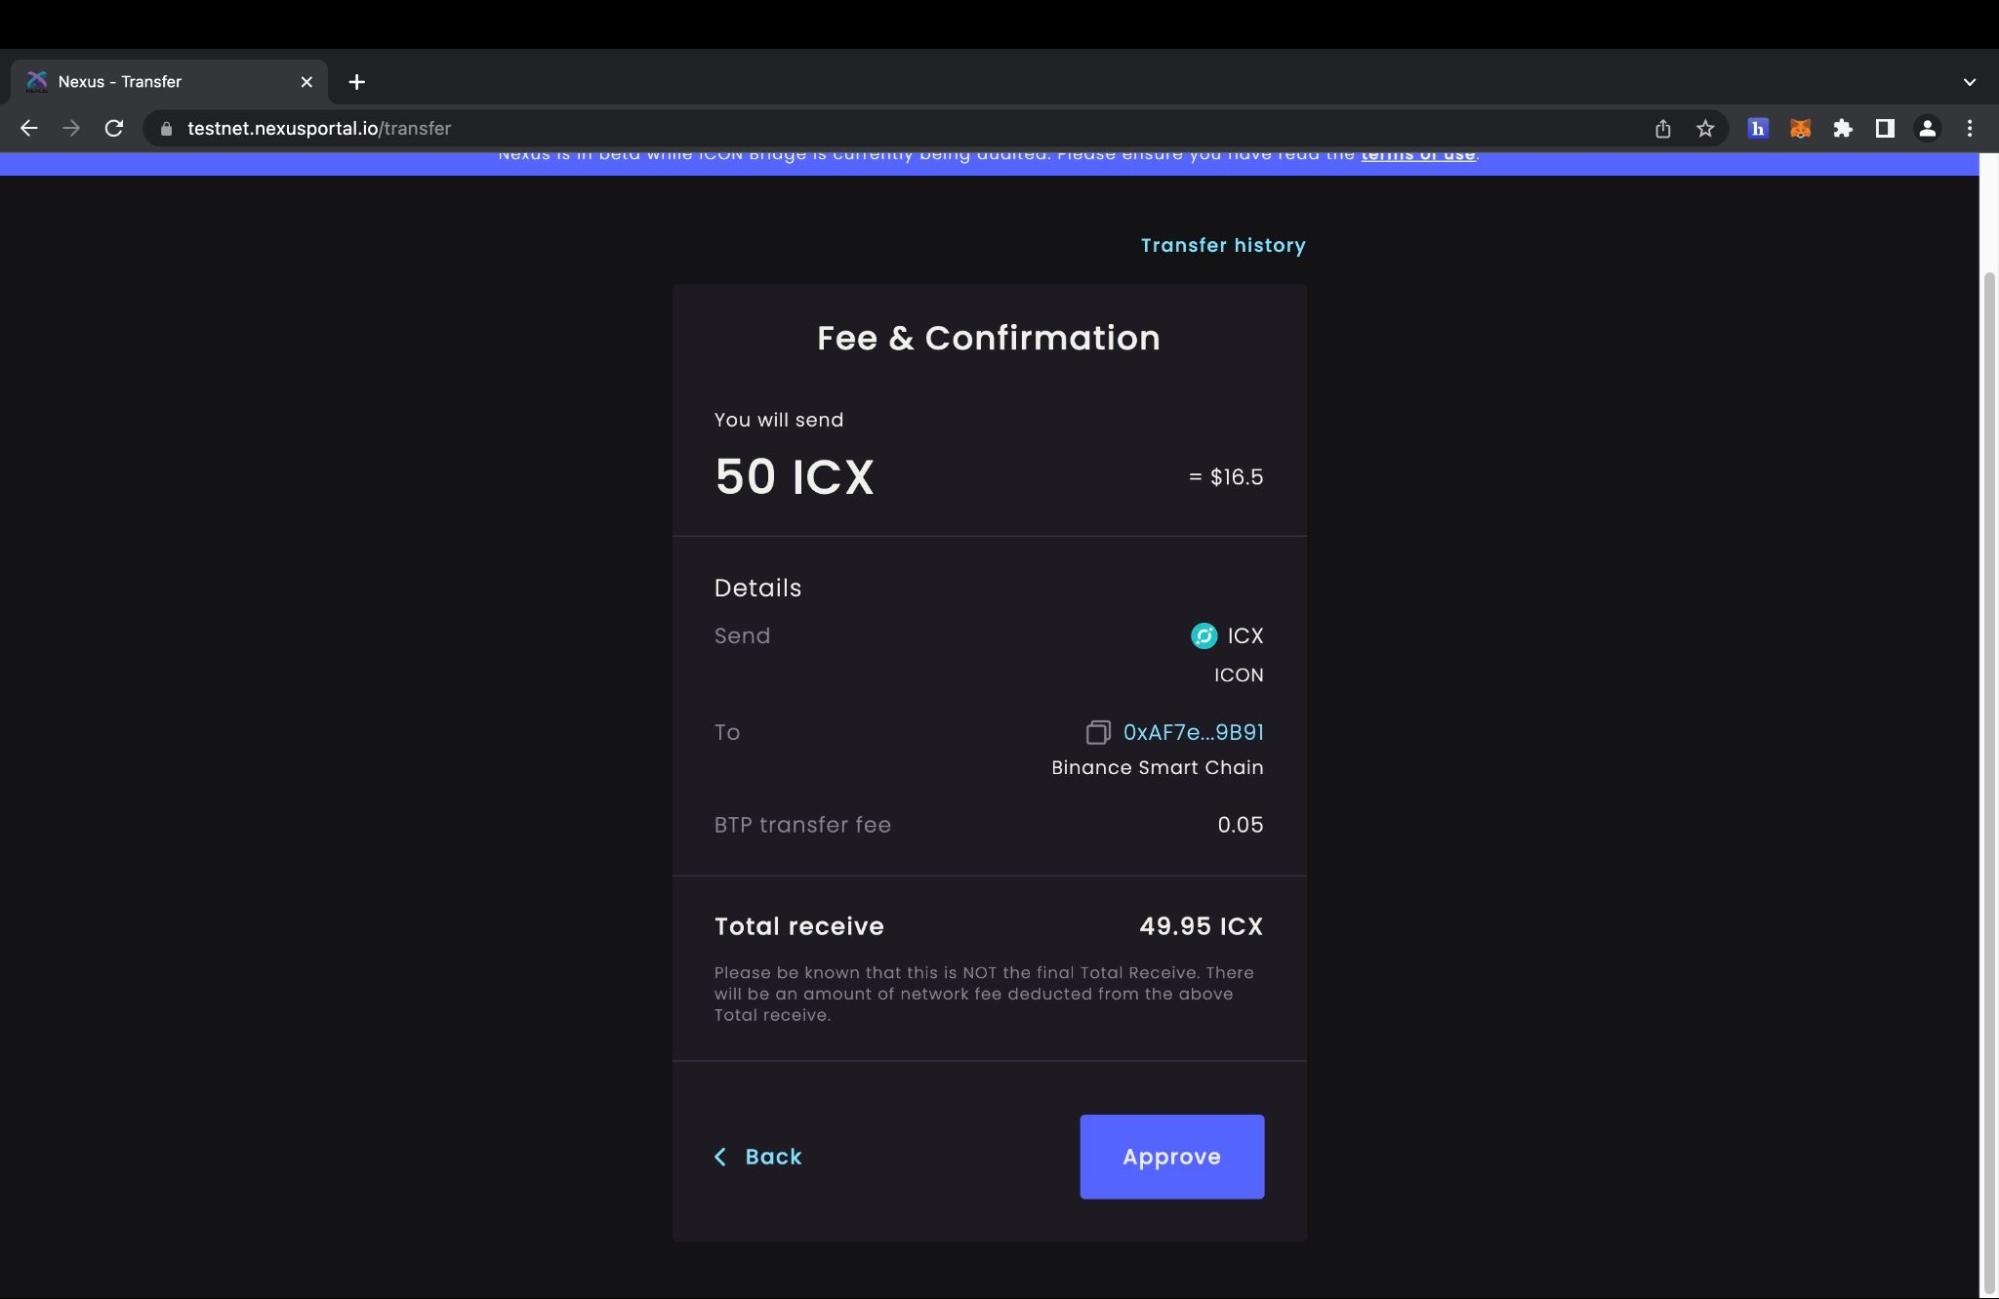 Nexus - Transfer
testnet.nexusportal.io/transfer
h
Nexus is in beta while ICON Bridge is currently being audited. Please ensure you have read the terms of use.
Transfer history
Fee & Confirmation
You will send
50 ICX
= $16.5
Details
Send
ICX
ICON
To
0xAF7e...9B91
Binance Smart Chain
BTP transfer fee
0.05
Total receive
49.95 ICX
Please be known that this is NOT the final Total Receive. There
will be an amount of network fee deducted from the above
Total receive.
Back
Approve